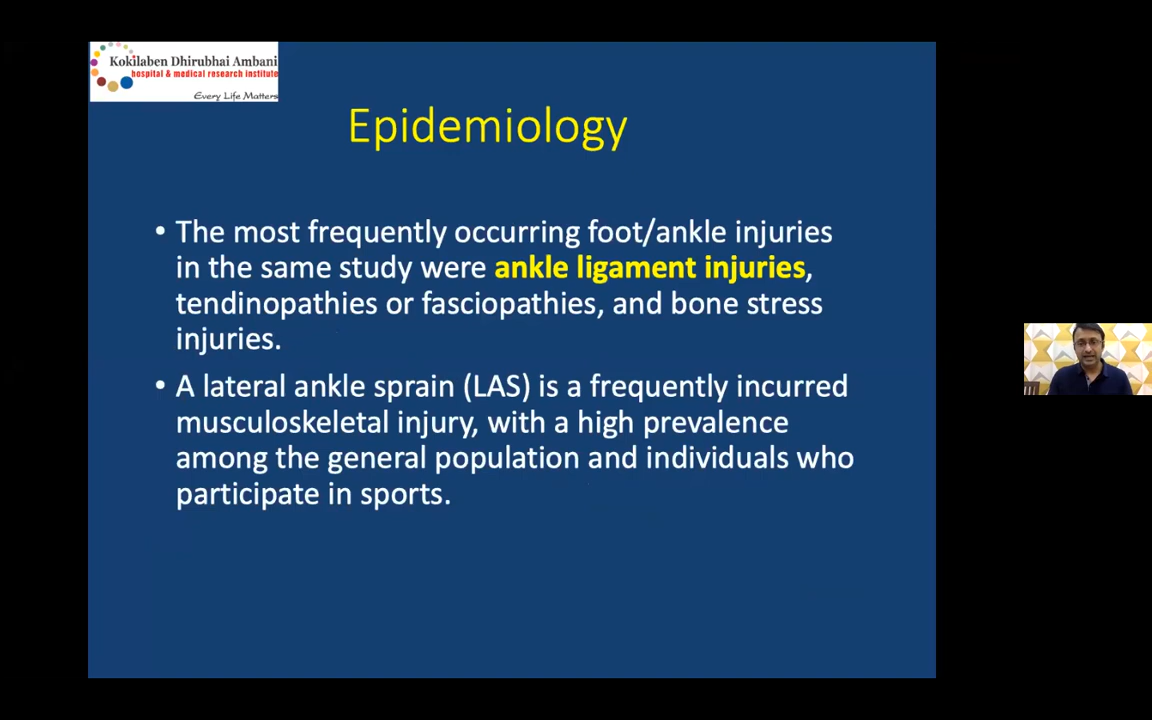 Kokilaben Dhirubhai Ambani
hospital & medical research institute
Every Life Matters
Epidemiology
• The most frequently occurring foot/ankle injuries
in the same study were ankle ligament injuries,
tendinopathies or fasciopathies, and bone stress
injuries.
• A lateral ankle sprain (LAS) is a frequently incurred
musculoskeletal injury, with a high prevalence
among the general population and individuals who
participate in sports.